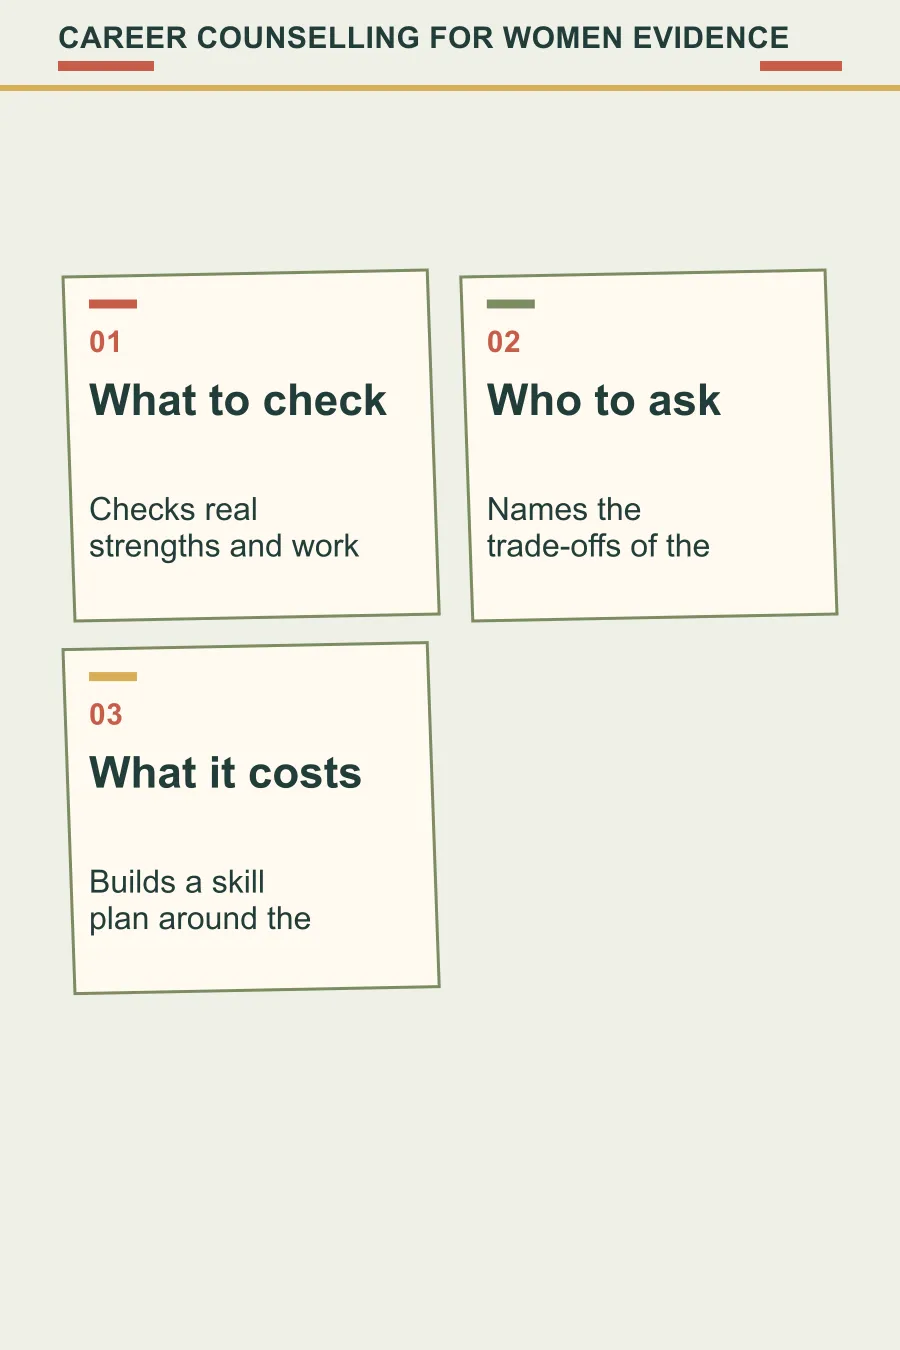 CAREER COUNSELLING FOR WOMEN EVIDENCE
01
What to check
Checks real
strengths and work
02
Who to ask
Names the
trade-offs of the
03
What it costs
Builds a skill
plan around the